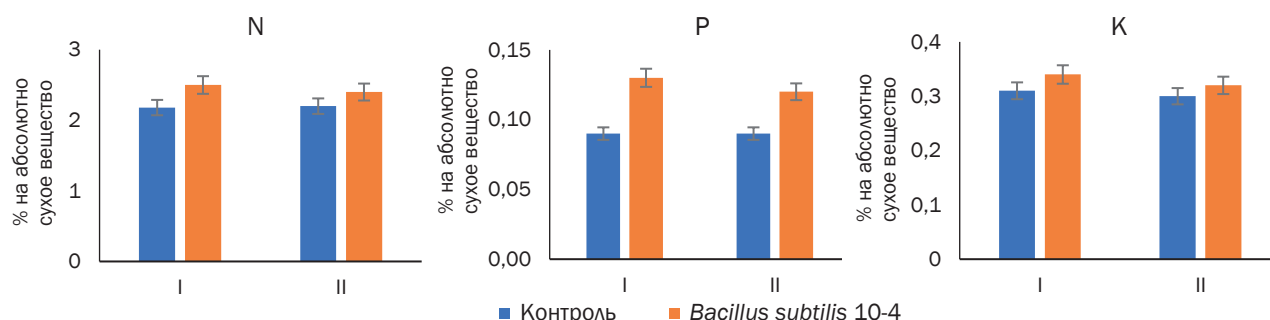 N
% на абсолютно
сухое вещество
3
2
1
0
I
II
P
% на абсолютно
сухое вещество
0,15
0,10
0,05
0,00
I
II
K
% на абсолютно
сухое вещество
0,4
0,3
0,2
0,1
0
I
II
Контроль
Bacillus subtilis 10-4